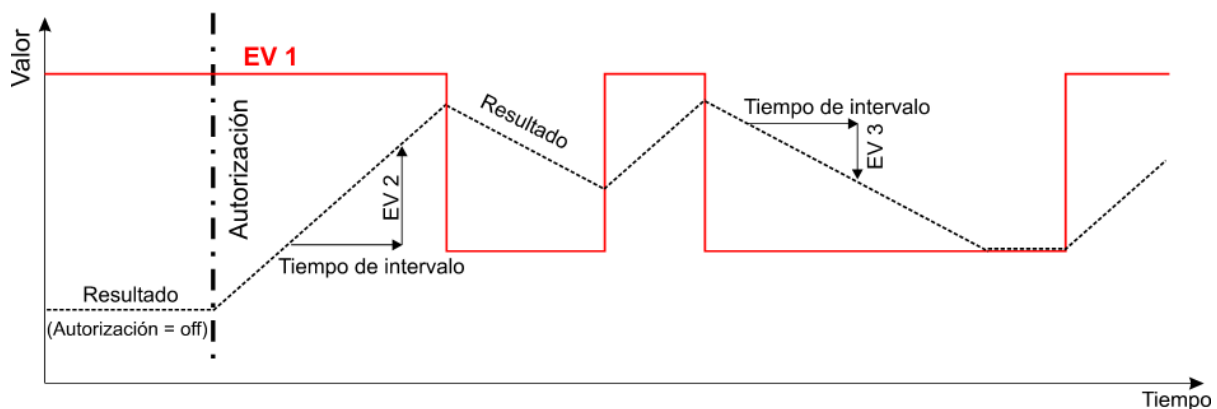 Valor
EV 1
Autorización
Resultado
(Autorización = off)
EV 2
Tiempo de intervalo
Resultado
Tiempo de intervalo
EV 3
Tiempo